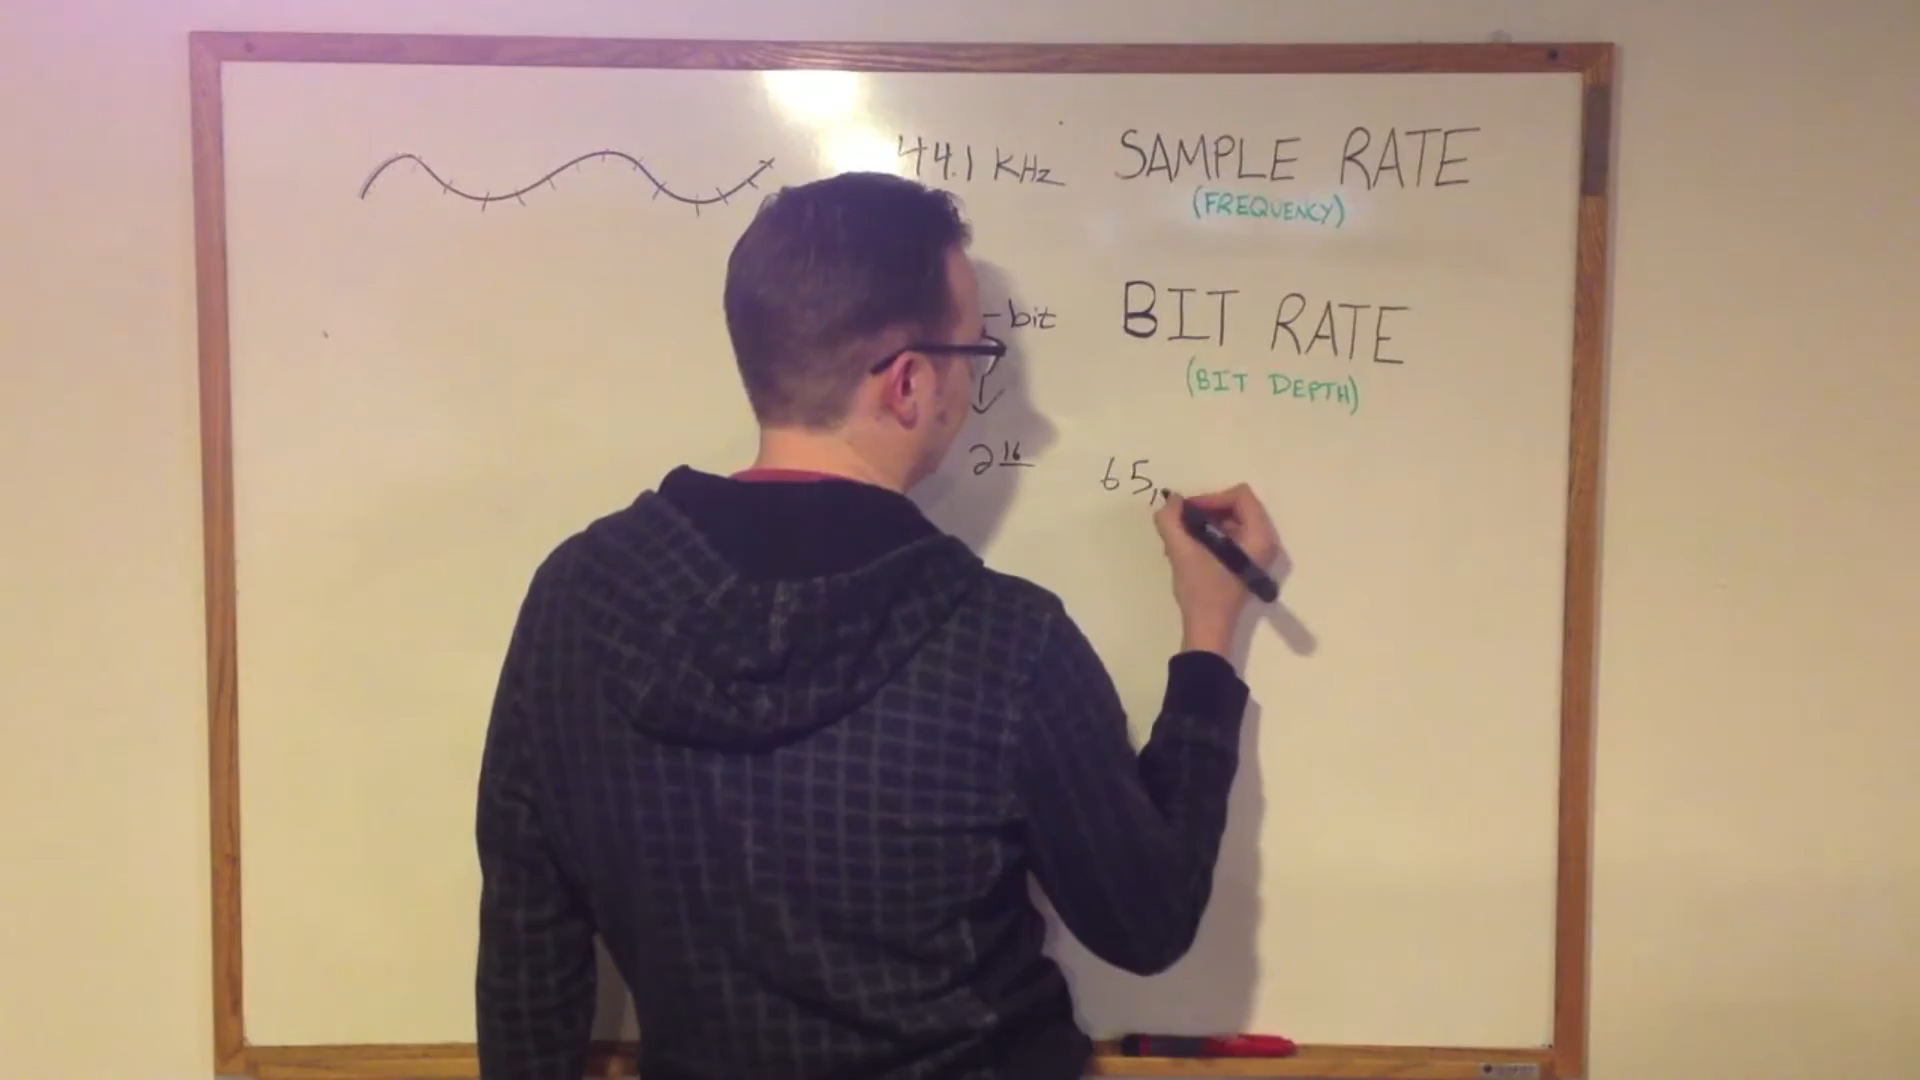 44.1 KHz SAMPLE RATE
(FREQUENCY)
-bit BIT RATE
(BIT DEPTH)
2 16 65,